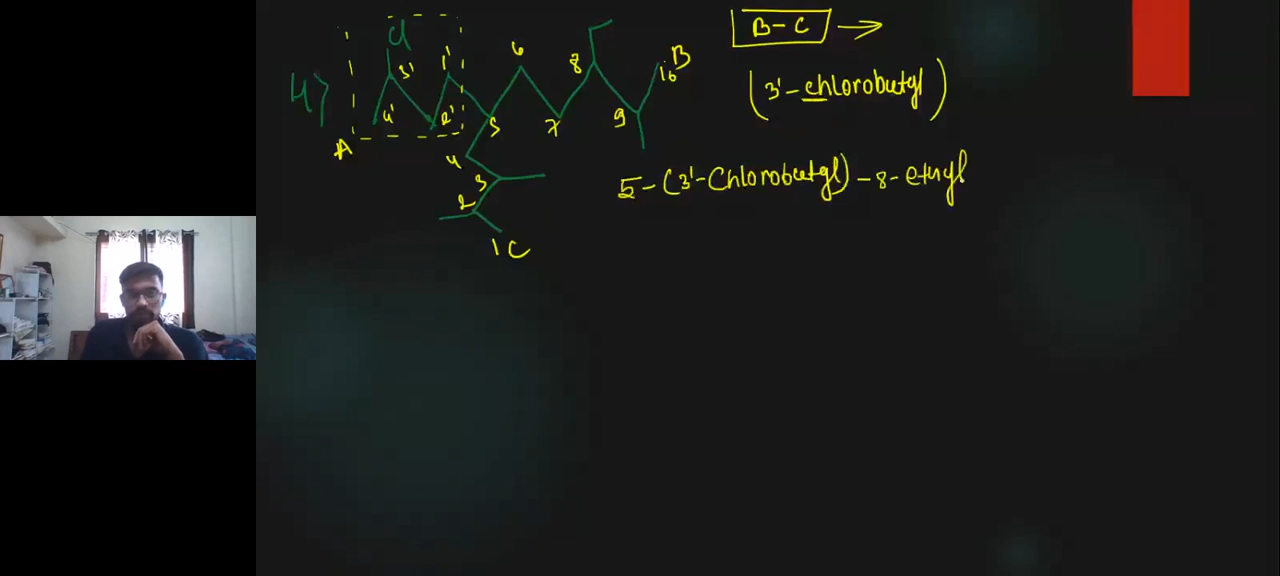 4)
Cl
3'
1'
4'
2'
A
6
8
10 B
5
7
9
4
3
2
1 C
B-C →
(3'-chlorobutyl)
5-(3'-Chlorobutyl)-8-ethyl